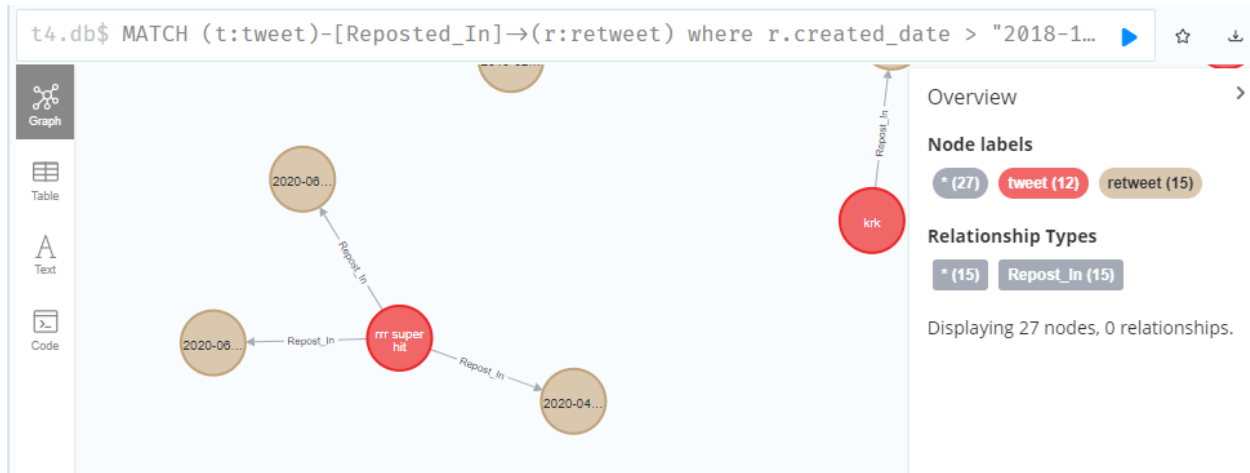 t4.db$ MATCH (t:tweet)-[Reposted_In]→(r:retweet) where r.created_date > "2018-1…
Graph
Table
Text
Code
2020-06...
Repost_In
2020-06...
Repost_In
rrr super
hit
Repost_In
2020-04...
Repost_In
krk
Overview
Node labels
* (27) tweet (12) retweet (15)
Relationship Types
* (15) Repost_In (15)
Displaying 27 nodes, 0 relationships.